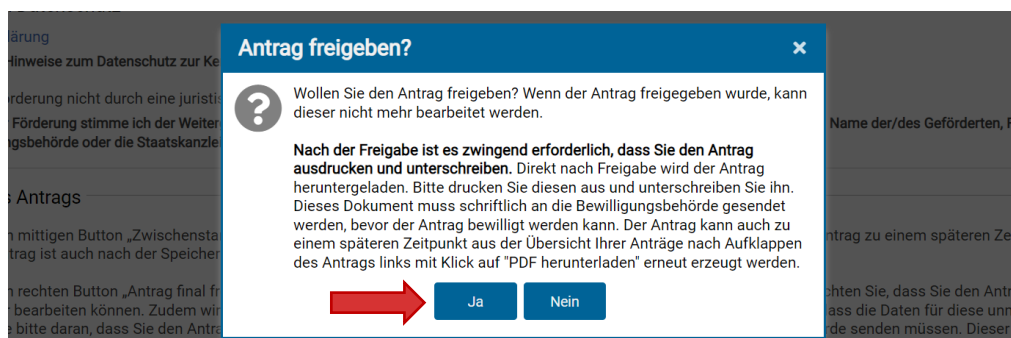 lärung
Hinweise zum Datenschutz zur Ke
Antrag freigeben?
×
Wollen Sie den Antrag freigeben? Wenn der Antrag freigegeben wurde, kann
dieser nicht mehr bearbeitet werden.
Nach der Freigabe ist es zwingend erforderlich, dass Sie den Antrag
ausdrucken und unterschreiben. Direkt nach Freigabe wird der Antrag
heruntergeladen. Bitte drucken Sie diesen aus und unterschreiben Sie ihn.
Dieses Dokument muss schriftlich an die Bewilligungsbehörde gesendet
werden, bevor der Antrag bewilligt werden kann. Der Antrag kann auch zu
einem späteren Zeitpunkt aus der Übersicht Ihrer Anträge nach Aufklappen
des Antrags links mit Klick auf "PDF herunterladen" erneut erzeugt werden.
Ja Nein
orderung nicht durch eine juristis
Förderung stimme ich der Weiter
ngsbehörde oder die Staatskanzle
Name der/des Geförderten, F
s Antrags
n mittigen Button „Zwischensta
trag ist auch nach der Speicher
ntrag zu einem späteren Ze
n rechten Button „Antrag final fr
r bearbeiten können. Zudem wir
e bitte daran, dass Sie den Antra
chten Sie, dass Sie den Antr
ass die Daten für diese unm
rde senden müssen. Dieser